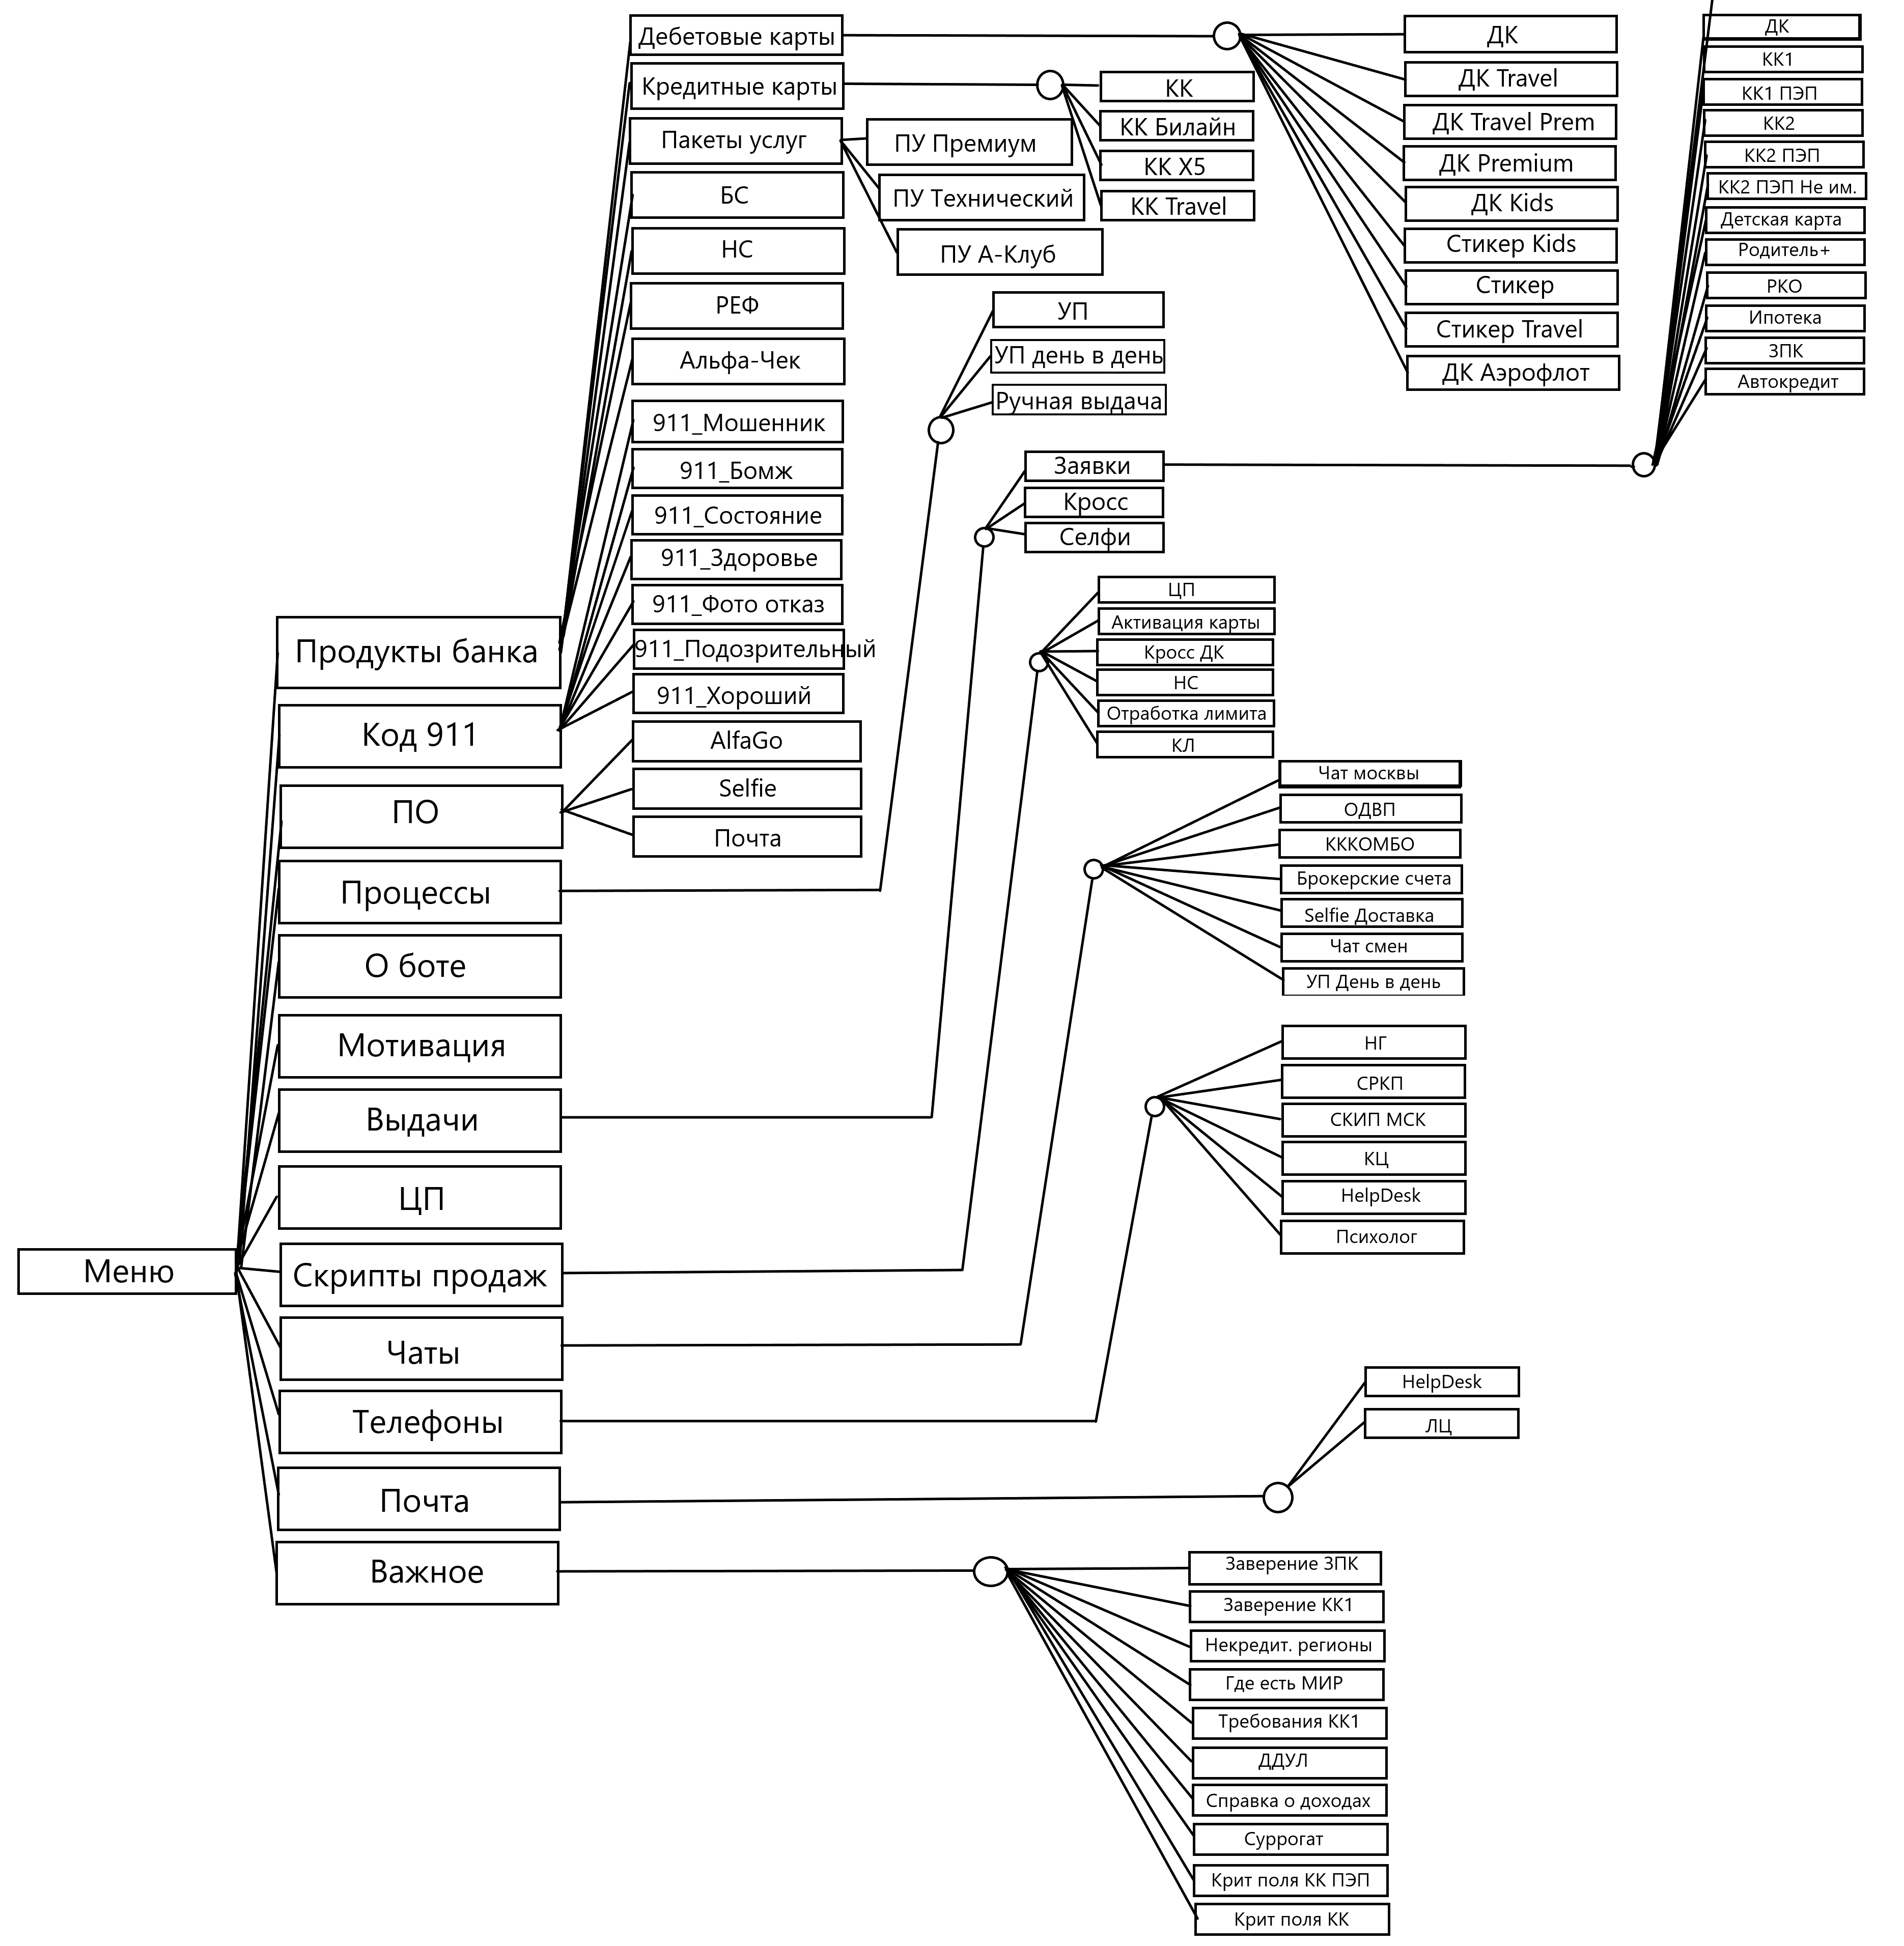 Меню
Продукты банка
Код 911
ПО
Процессы
О боте
Мотивация
Выдачи
ЦП
Скрипты продаж
Чаты
Телефоны
Почта
Важное
Дебетовые карты
Кредитные карты
Пакеты услуг
БС
НС
РЕФ
Альфа-Чек
911_Мошенник
911_Бомж
911_Состояние
911_Здоровье
911_Фото отказ
911_Подозрительный
911_Хороший
AlfaGo
Selfie
Почта
ПУ Премиум
ПУ Технический
ПУ А-Клуб
КК
КК Билайн
КК X5
КК Travel
ДК
ДК Travel
ДК Travel Prem
ДК Premium
ДК Kids
Стикер Kids
Стикер
Стикер Travel
ДК Аэрофлот
УП
УП день в день
Ручная выдача
Заявки
Кросс
Селфи
ДК
КК1
КК1 ПЭП
КК2
КК2 ПЭП
КК2 ПЭП Не им.
Детская карта
Родитель+
РКО
Ипотека
ЗПК
Автокредит
ЦП
Активация карты
Кросс ДК
НС
Отработка лимита
КЛ
Чат москвы
ОДВП
КККОМБО
Брокерские счета
Selfie Доставка
Чат смен
УП День в день
НГ
СРКП
СКИП МСК
КЦ
HelpDesk
Психолог
HelpDesk
ЛЦ
Заверение ЗПК
Заверение КК1
Некредит. регионы
Где есть МИР
Требования КК1
ДДУЛ
Справка о доходах
Суррогат
Крит поля КК ПЭП
Крит поля КК